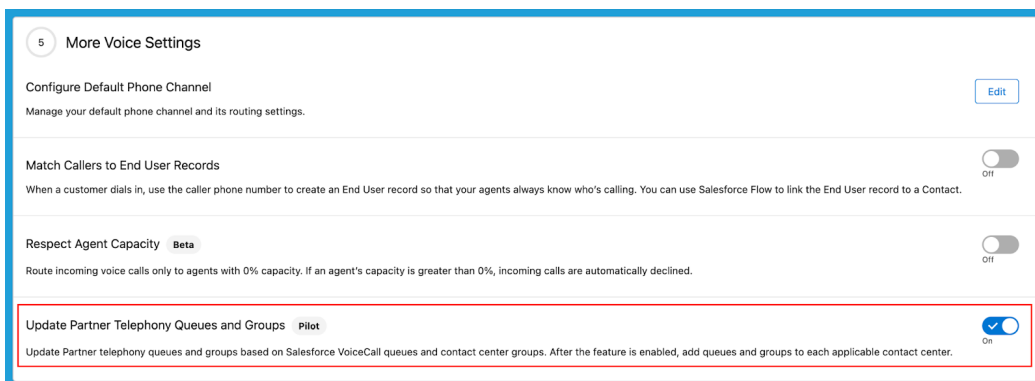 5 More Voice Settings
Configure Default Phone Channel
Edit
Manage your default phone channel and its routing settings.
Match Callers to End User Records
Off
When a customer dials in, use the caller phone number to create an End User record so that your agents always know who's calling. You can use Salesforce Flow to link the End User record to a Contact.
Respect Agent Capacity Beta
Off
Route incoming voice calls only to agents with 0% capacity. If an agent's capacity is greater than 0%, incoming calls are automatically declined.
Update Partner Telephony Queues and Groups Pilot
On
Update Partner telephony queues and groups based on Salesforce VoiceCall queues and contact center groups. After the feature is enabled, add queues and groups to each applicable contact center.